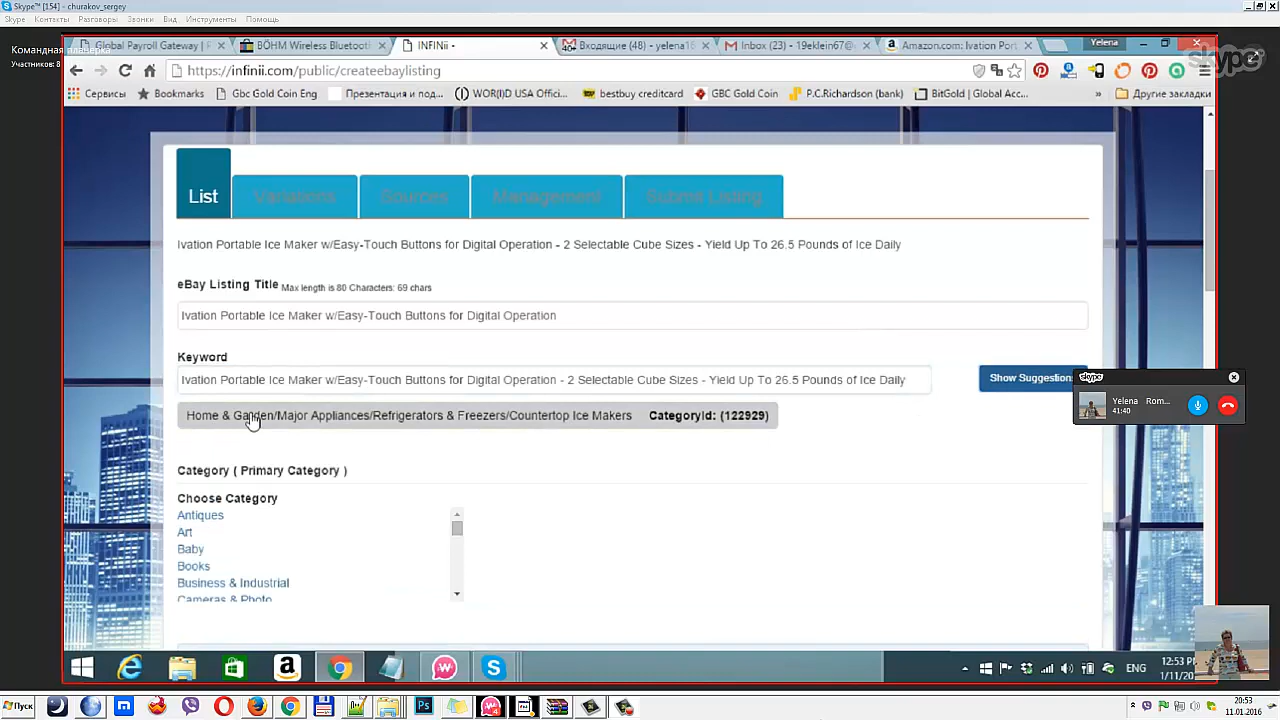 Skype™ [154] - churakov_sergey
Skype Контакты Разговоры Звонки Вид Инструменты Помощь
Командная
Участников: 8
Global Payroll Gateway | R
BÖHM Wireless Bluetooth
INFINii -
Входящие (48) - yelena18
Inbox (23) - 19eklein67@
Amazon.com: Ivation Port
Yelena
https://infinii.com/public/createebaylisting
skype
Сервисы Bookmarks Gbc Gold Coin Eng Презентация и под... WOR(I)D USA Offici... bestbuy creditcard GBC Gold Coin P.C.Richardson (bank) BitGold | Global Acc... » Другие закладки
List Variations Sources Management Submit Listing
Ivation Portable Ice Maker w/Easy-Touch Buttons for Digital Operation - 2 Selectable Cube Sizes - Yield Up To 26.5 Pounds of Ice Daily
eBay Listing Title Max length is 80 Characters: 69 chars
Ivation Portable Ice Maker w/Easy-Touch Buttons for Digital Operation
Keyword
Ivation Portable Ice Maker w/Easy-Touch Buttons for Digital Operation - 2 Selectable Cube Sizes - Yield Up To 26.5 Pounds of Ice Daily
Show Suggestion
skype
Yelena Rom...
41:40
Home & Garden/Major Appliances/Refrigerators & Freezers/Countertop Ice Makers CategoryId: (122929)
Category ( Primary Category )
Choose Category
Antiques
Art
Baby
Books
Business & Industrial
Cameras & Photo
ENG
12:53 PM
1/11/20
Пуск
20:53
11.01.2016